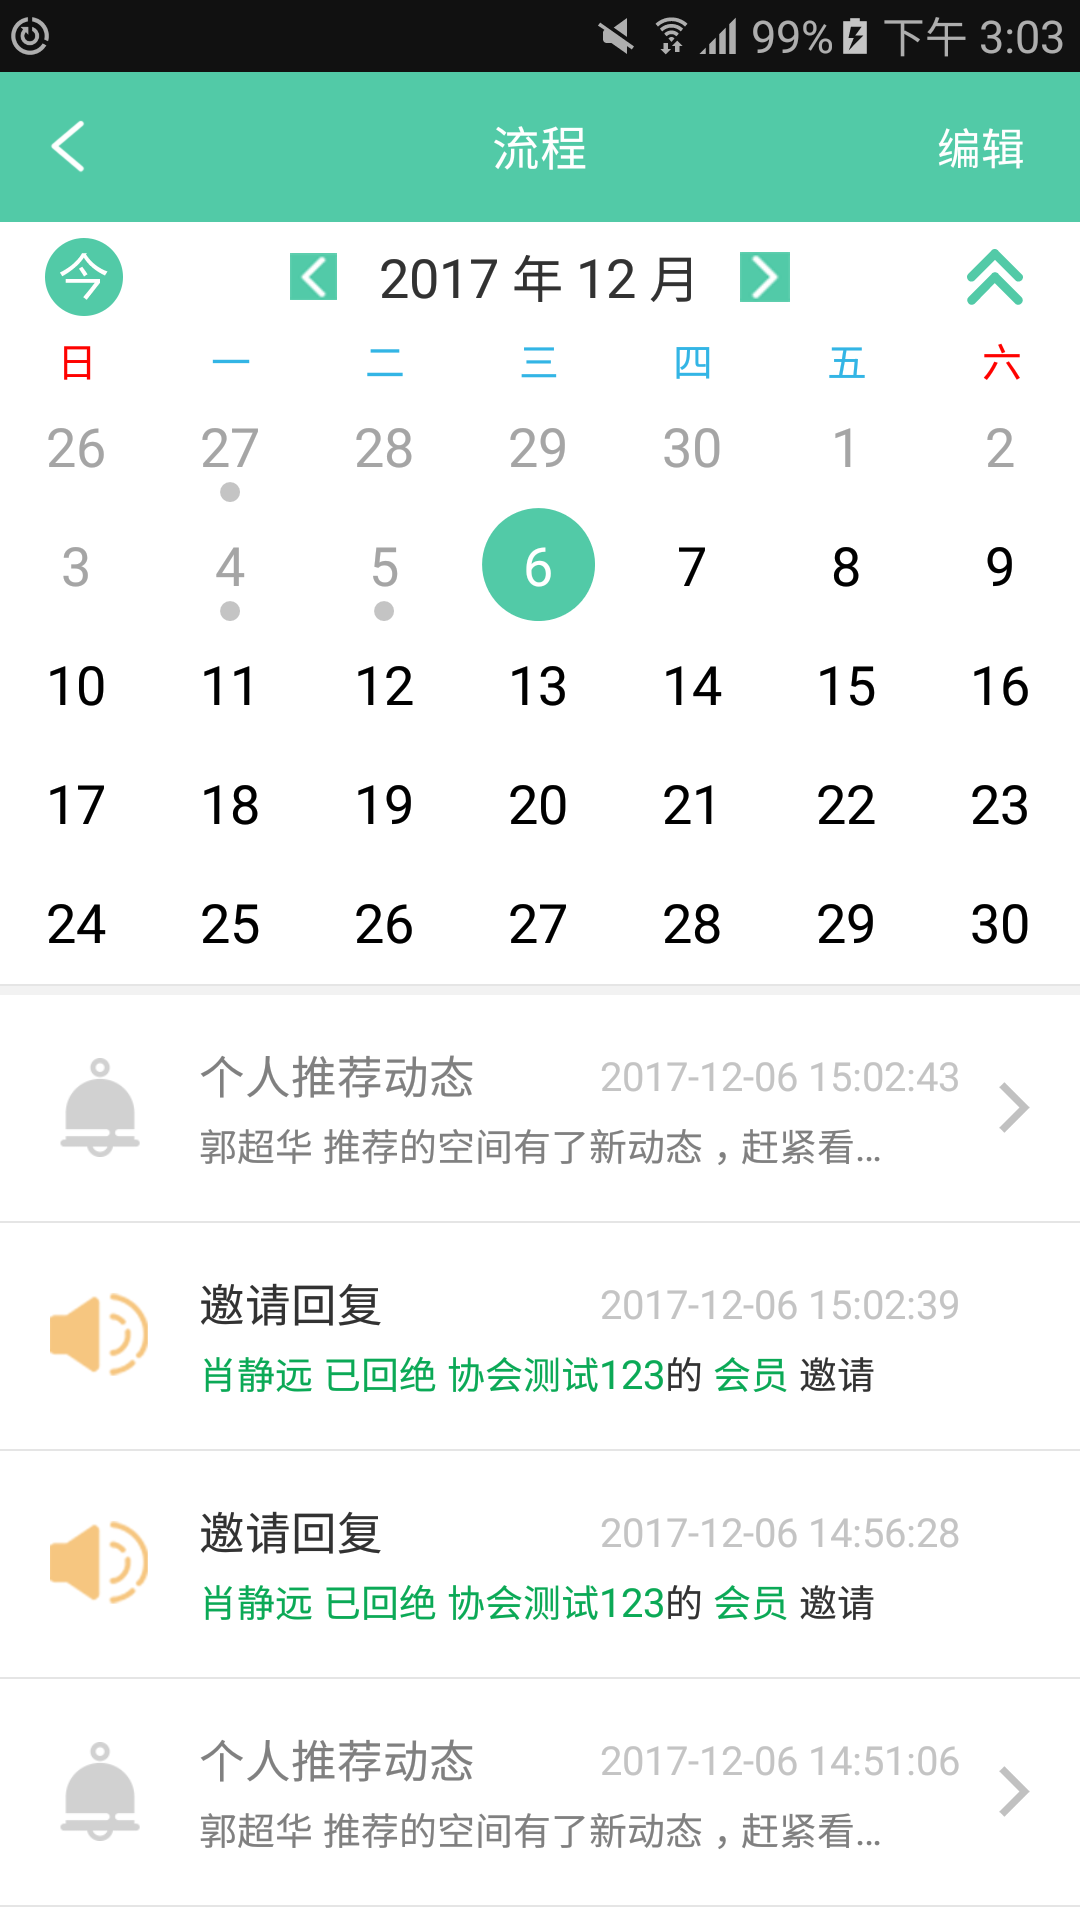 99% 下午 3:03
流程 编辑
今 2017 年 12 月
日 一 二 三 四 五 六
26 27 28 29 30 1 2
3 4 5 6 7 8 9
10 11 12 13 14 15 16
17 18 19 20 21 22 23
24 25 26 27 28 29 30
个人推荐动态 2017-12-06 15:02:43
郭超华 推荐的空间有了新动态，赶紧看...
邀请回复 2017-12-06 15:02:39
肖静远 已回绝 协会测试123的 会员 邀请
邀请回复 2017-12-06 14:56:28
肖静远 已回绝 协会测试123的 会员 邀请
个人推荐动态 2017-12-06 14:51:06
郭超华 推荐的空间有了新动态，赶紧看...